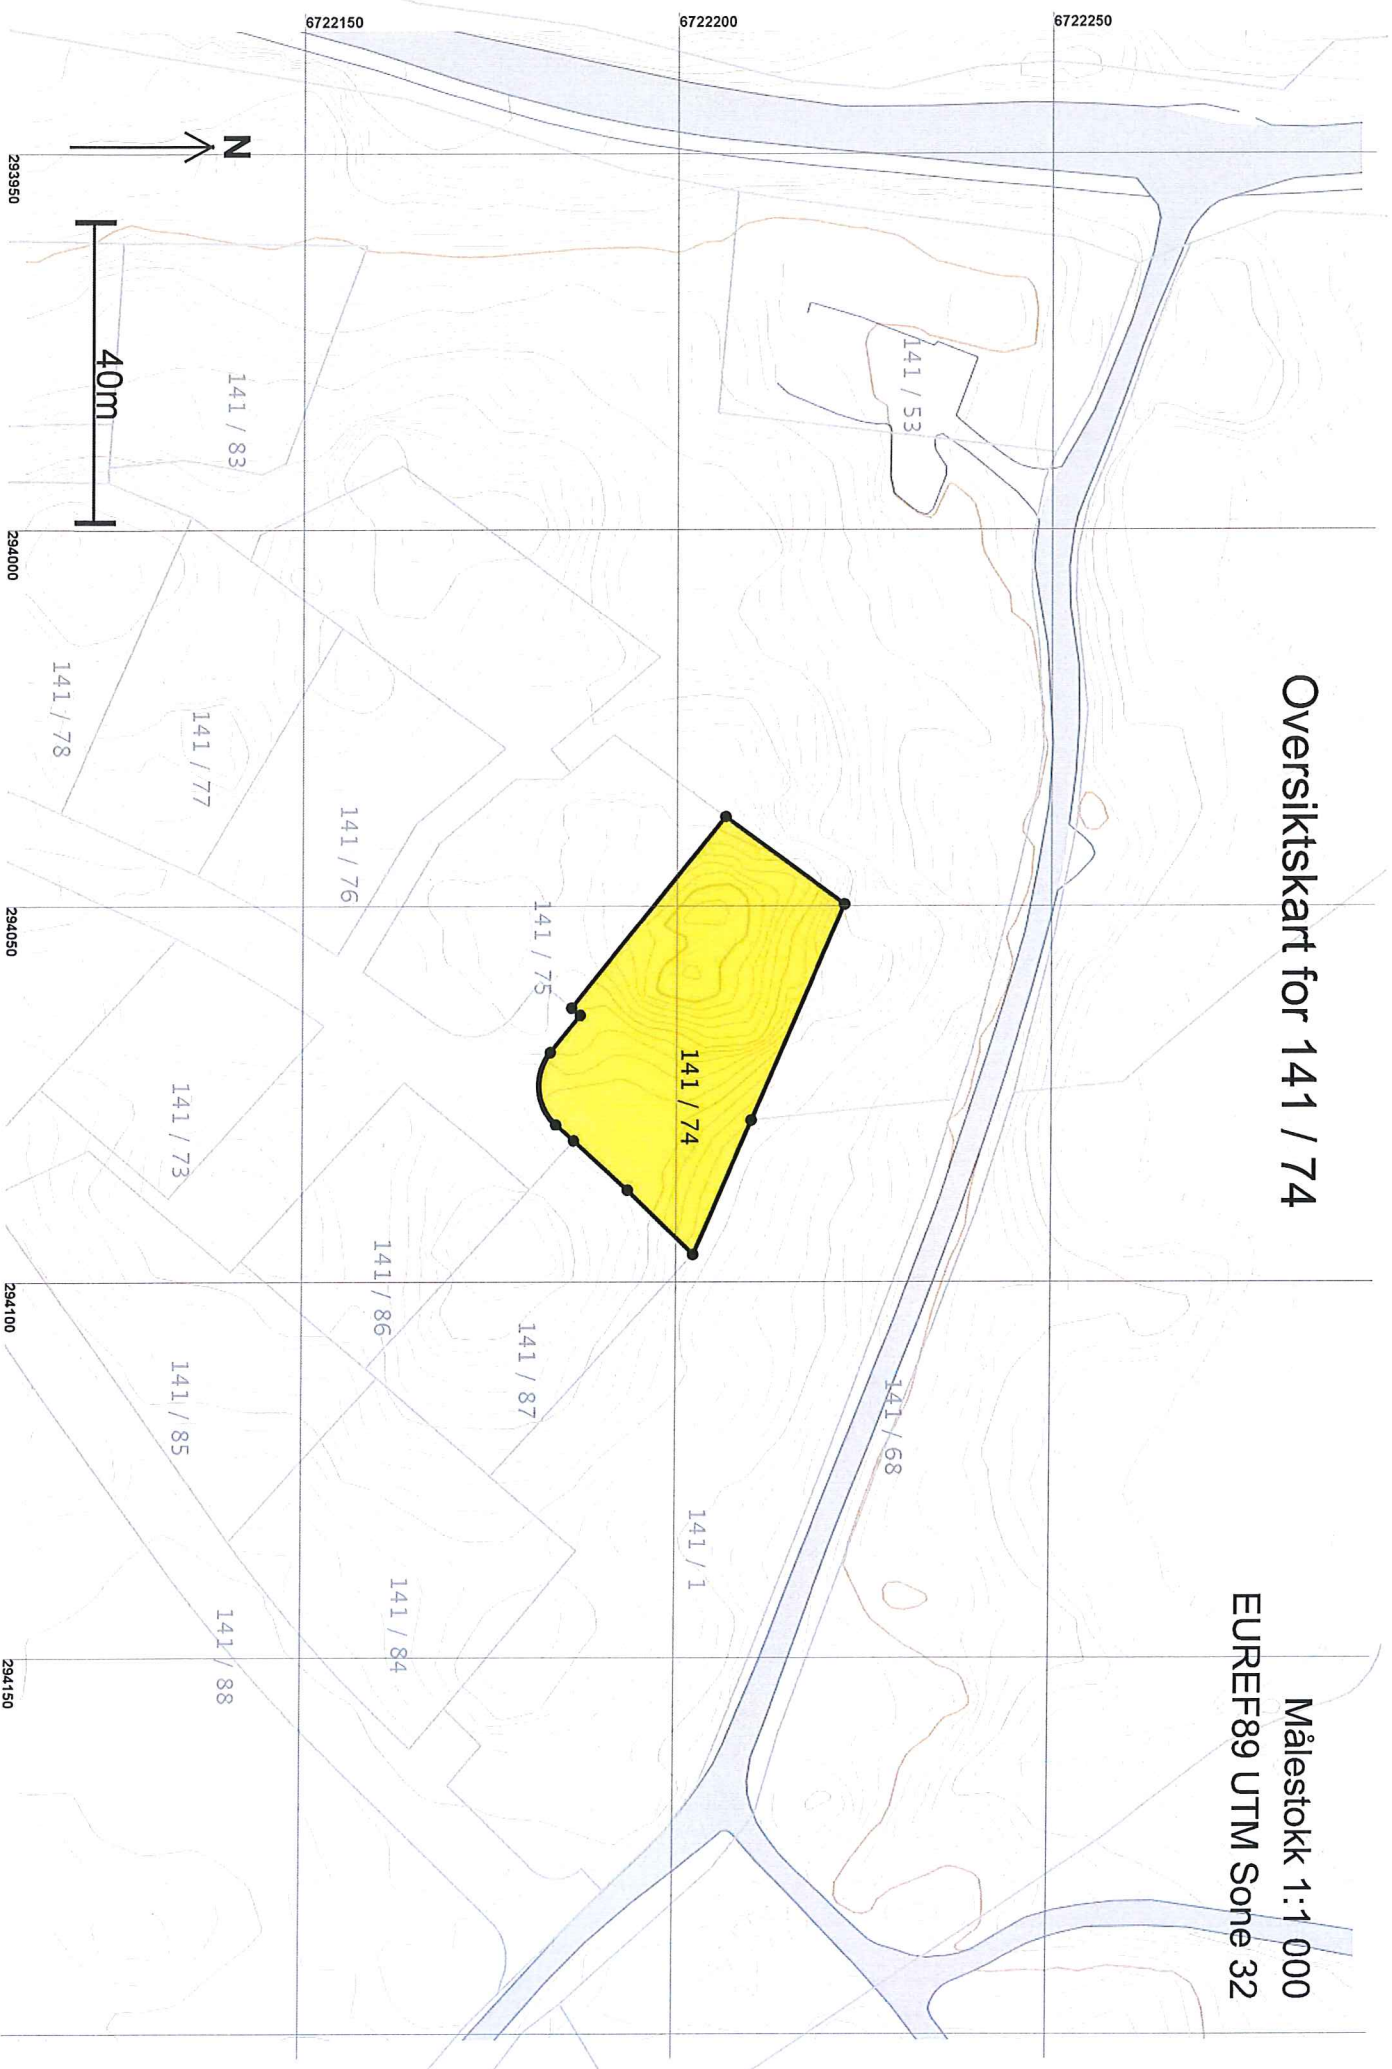 Oversiktskart for 141 / 74
Målestokk 1:1 000
EUREF89 UTM Sone 32
6722250
6722200
6722150
141 / 53
141 / 68
141 / 74
141 / 1
141 / 75
141 / 87
141 / 76
141 / 86
141 / 84
141 / 83
141 / 77
141 / 73
141 / 85
141 / 88
141 / 78
N
40m
293950
294000
294050
294100
294150